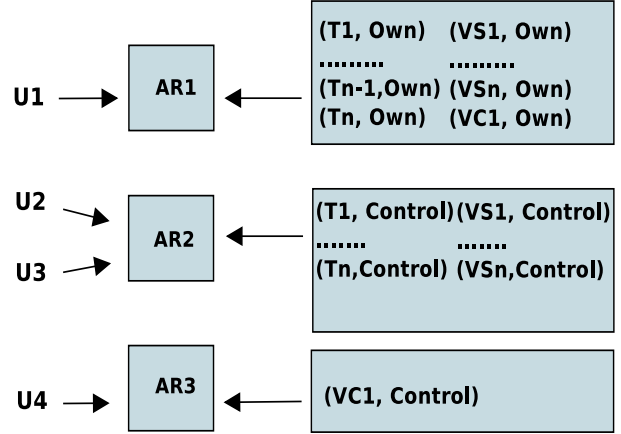 (T1, Own) (VS1, Own)
......... .........
U1 AR1 (Tn-1,Own) (VSn, Own)
(Tn, Own) (VC1, Own)
U2 (T1, Control) (VS1, Control)
AR2 ....... .......
U3 (Tn,Control) (VSn,Control)
U4 AR3 (VC1, Control)